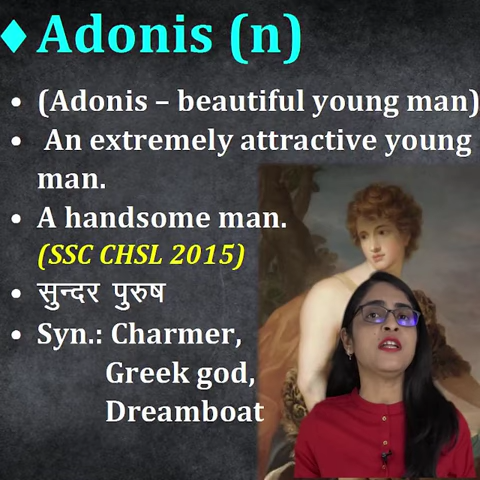 Adonis (n)
(Adonis – beautiful young man)
An extremely attractive young
man.
A handsome man.
(SSC CHSL 2015)
सुन्दर पुरुष
Syn.: Charmer,
Greek god,
Dreamboat